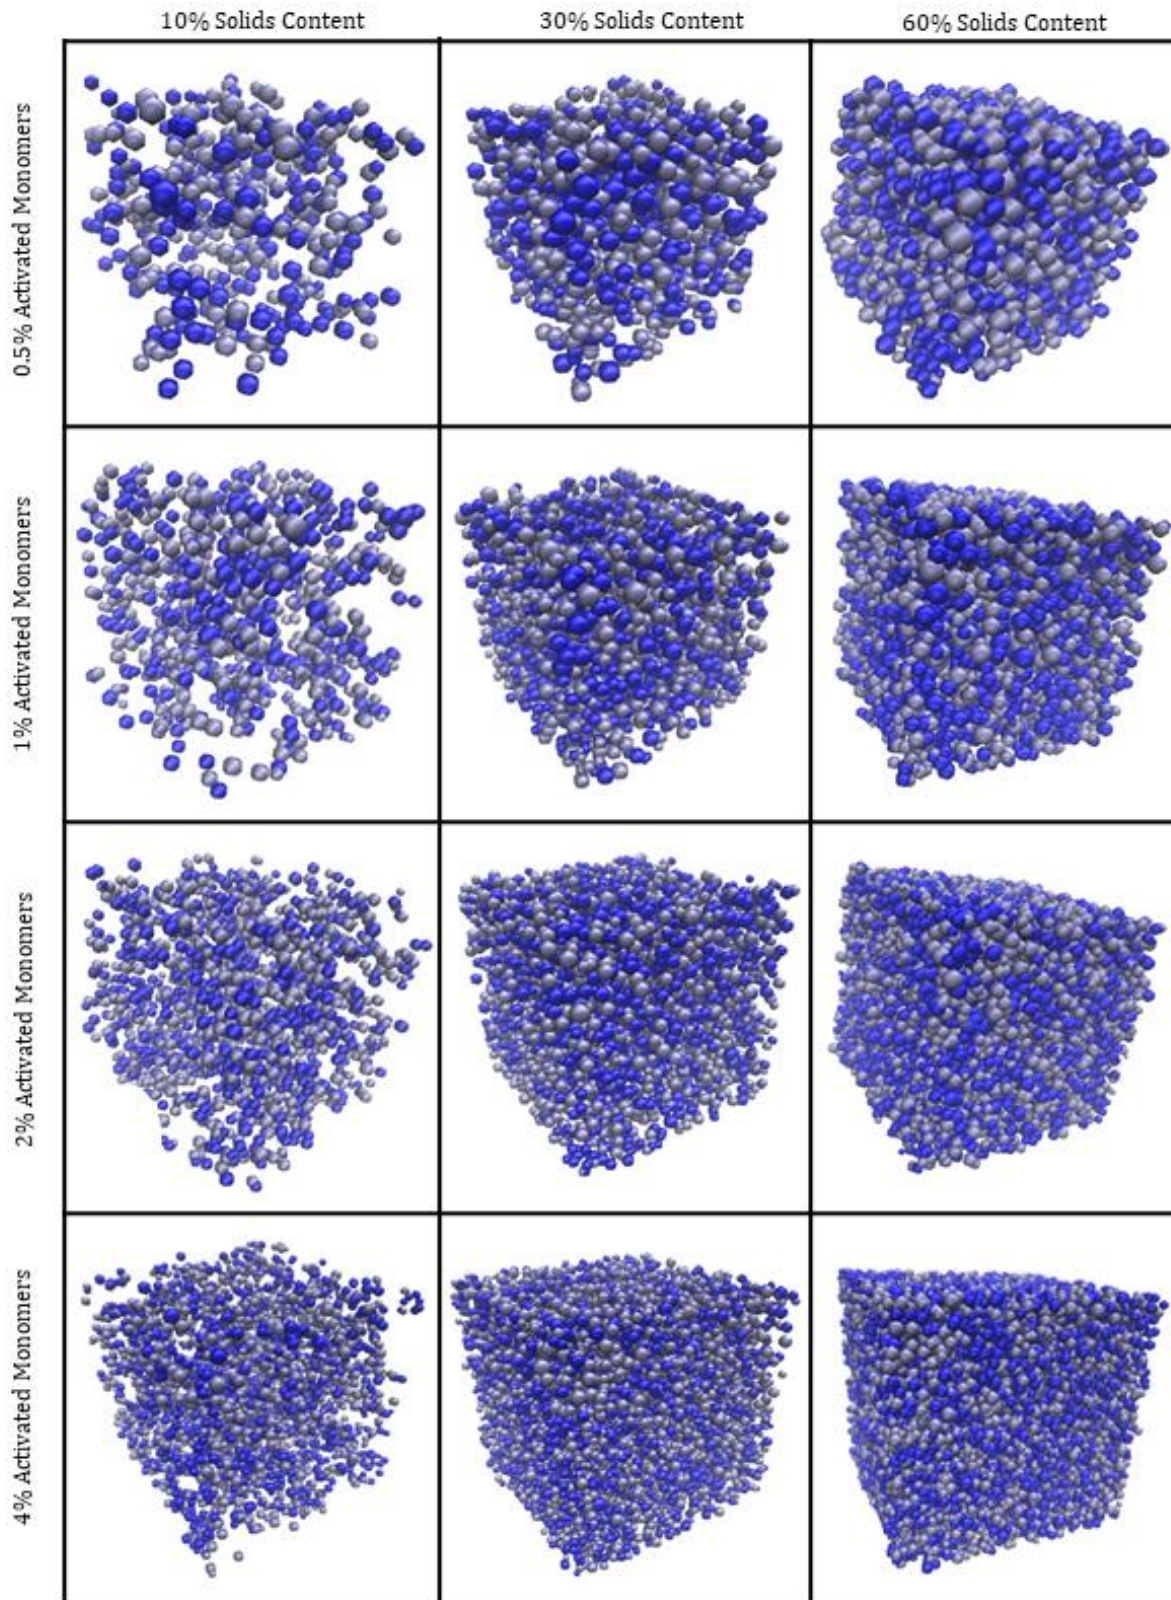 10% Solids Content
30% Solids Content
60% Solids Content
0.5% Activated Monomers
1% Activated Monomers
2% Activated Monomers
4% Activated Monomers